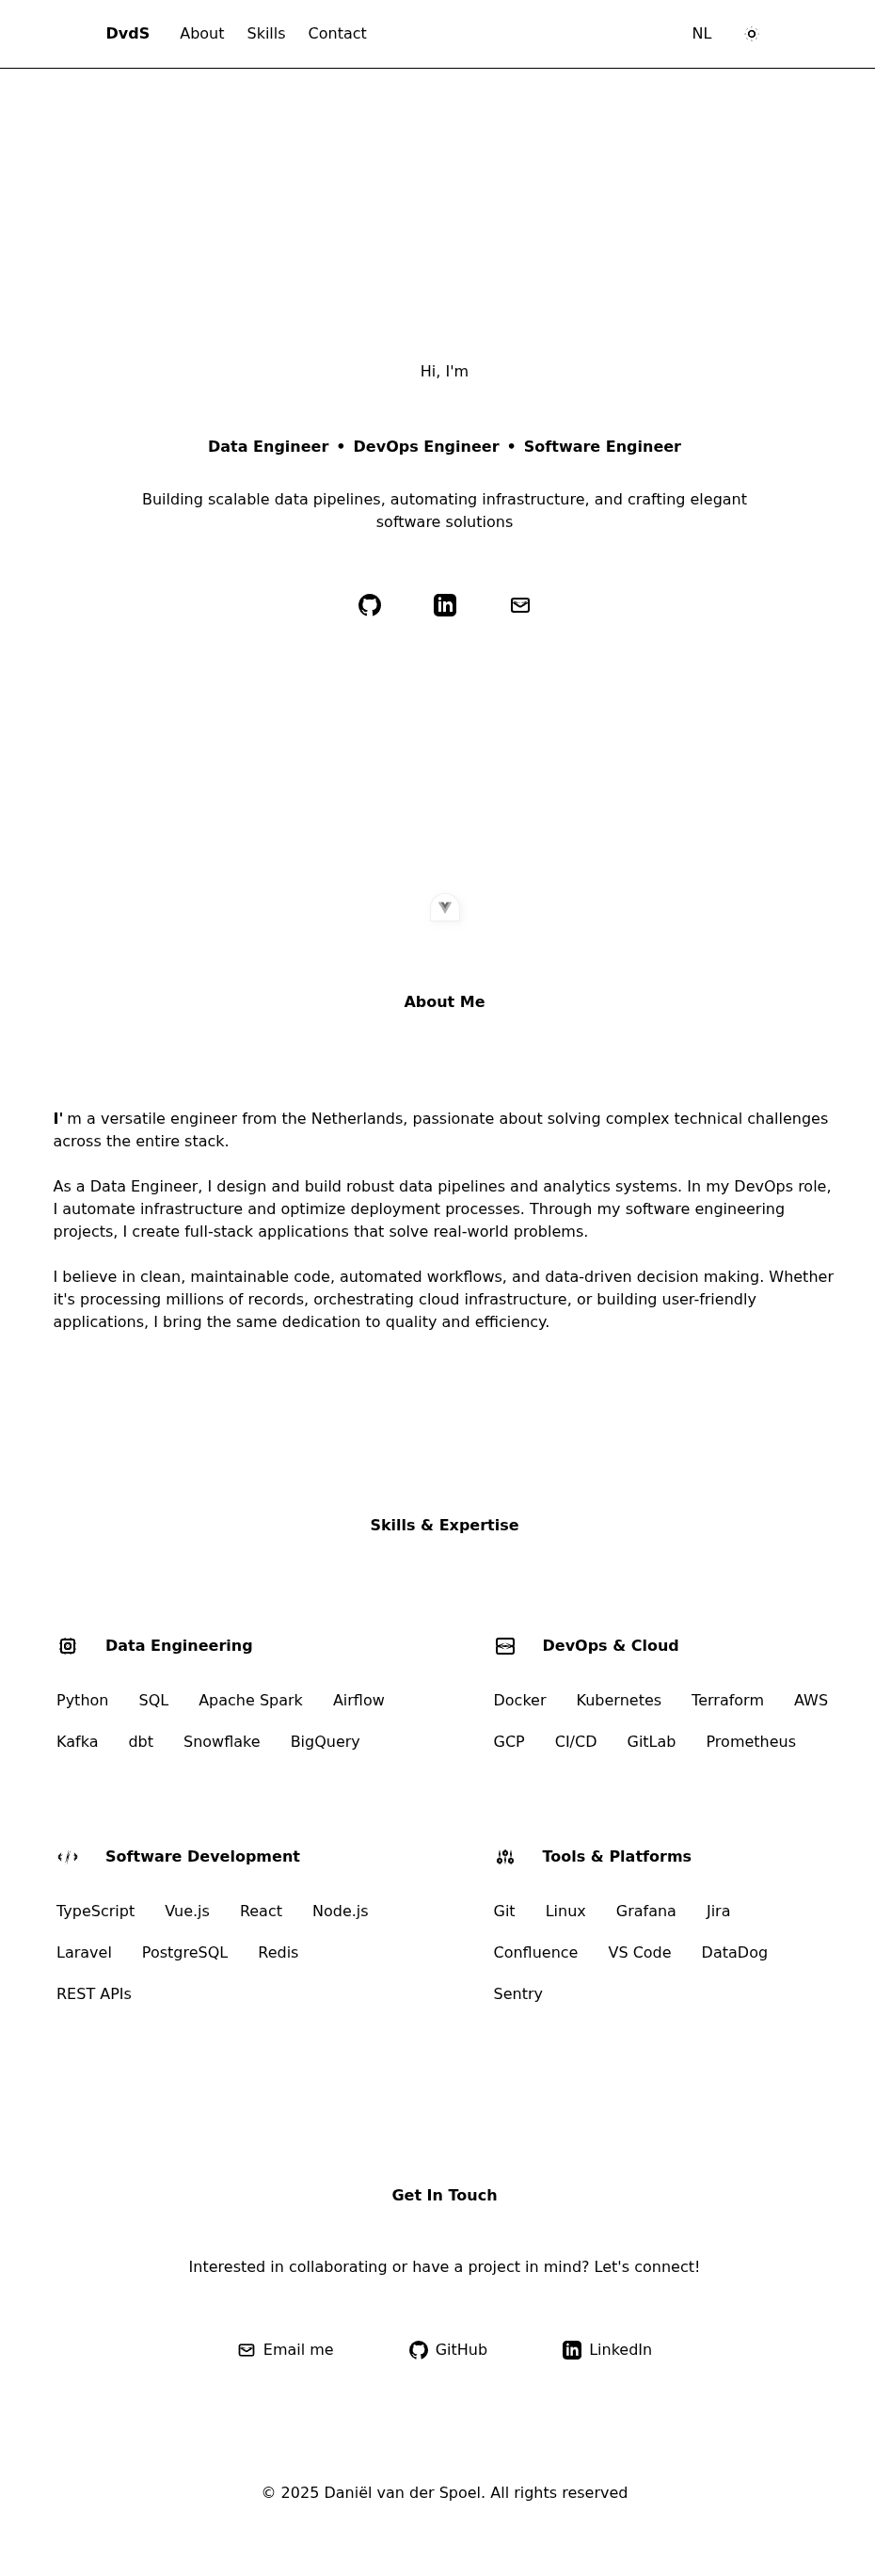 DvdS About Skills Contact NL
Hi, I'm
Data Engineer • DevOps Engineer • Software Engineer
Building scalable data pipelines, automating infrastructure, and crafting elegant
software solutions
About Me
I' m a versatile engineer from the Netherlands, passionate about solving complex technical challenges
across the entire stack.
As a Data Engineer, I design and build robust data pipelines and analytics systems. In my DevOps role,
I automate infrastructure and optimize deployment processes. Through my software engineering
projects, I create full-stack applications that solve real-world problems.
I believe in clean, maintainable code, automated workflows, and data-driven decision making. Whether
it's processing millions of records, orchestrating cloud infrastructure, or building user-friendly
applications, I bring the same dedication to quality and efficiency.
Skills & Expertise
Data Engineering
Python SQL Apache Spark Airflow
Kafka dbt Snowflake BigQuery
DevOps & Cloud
Docker Kubernetes Terraform AWS
GCP CI/CD GitLab Prometheus
Software Development
TypeScript Vue.js React Node.js
Laravel PostgreSQL Redis
REST APIs
Tools & Platforms
Git Linux Grafana Jira
Confluence VS Code DataDog
Sentry
Get In Touch
Interested in collaborating or have a project in mind? Let's connect!
Email me GitHub LinkedIn
© 2025 Daniël van der Spoel. All rights reserved